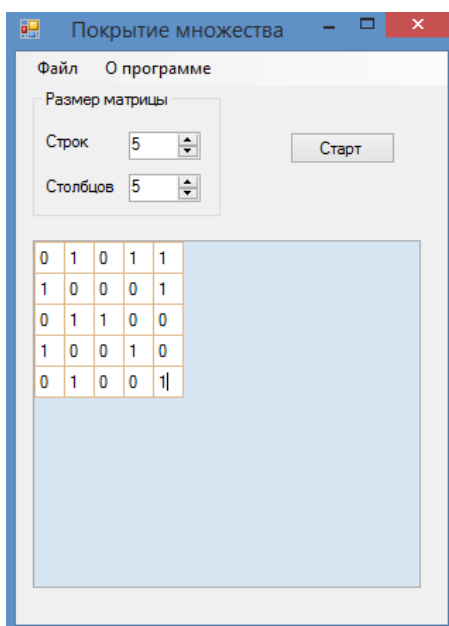 Покрытие множества
Файл О программе
Размер матрицы
Строк 5
Старт
Столбцов 5
0 1 0 1 1
1 0 0 0 1
0 1 1 0 0
1 0 0 1 0
0 1 0 0 1